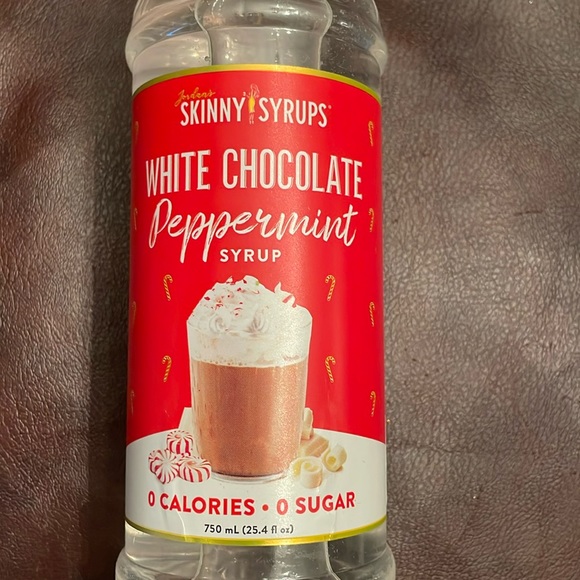 Jordan's
SKINNY SYRUPS®
WHITE CHOCOLATE
Peppermint
SYRUP
0 CALORIES • 0 SUGAR
750 mL (25.4 fl oz)